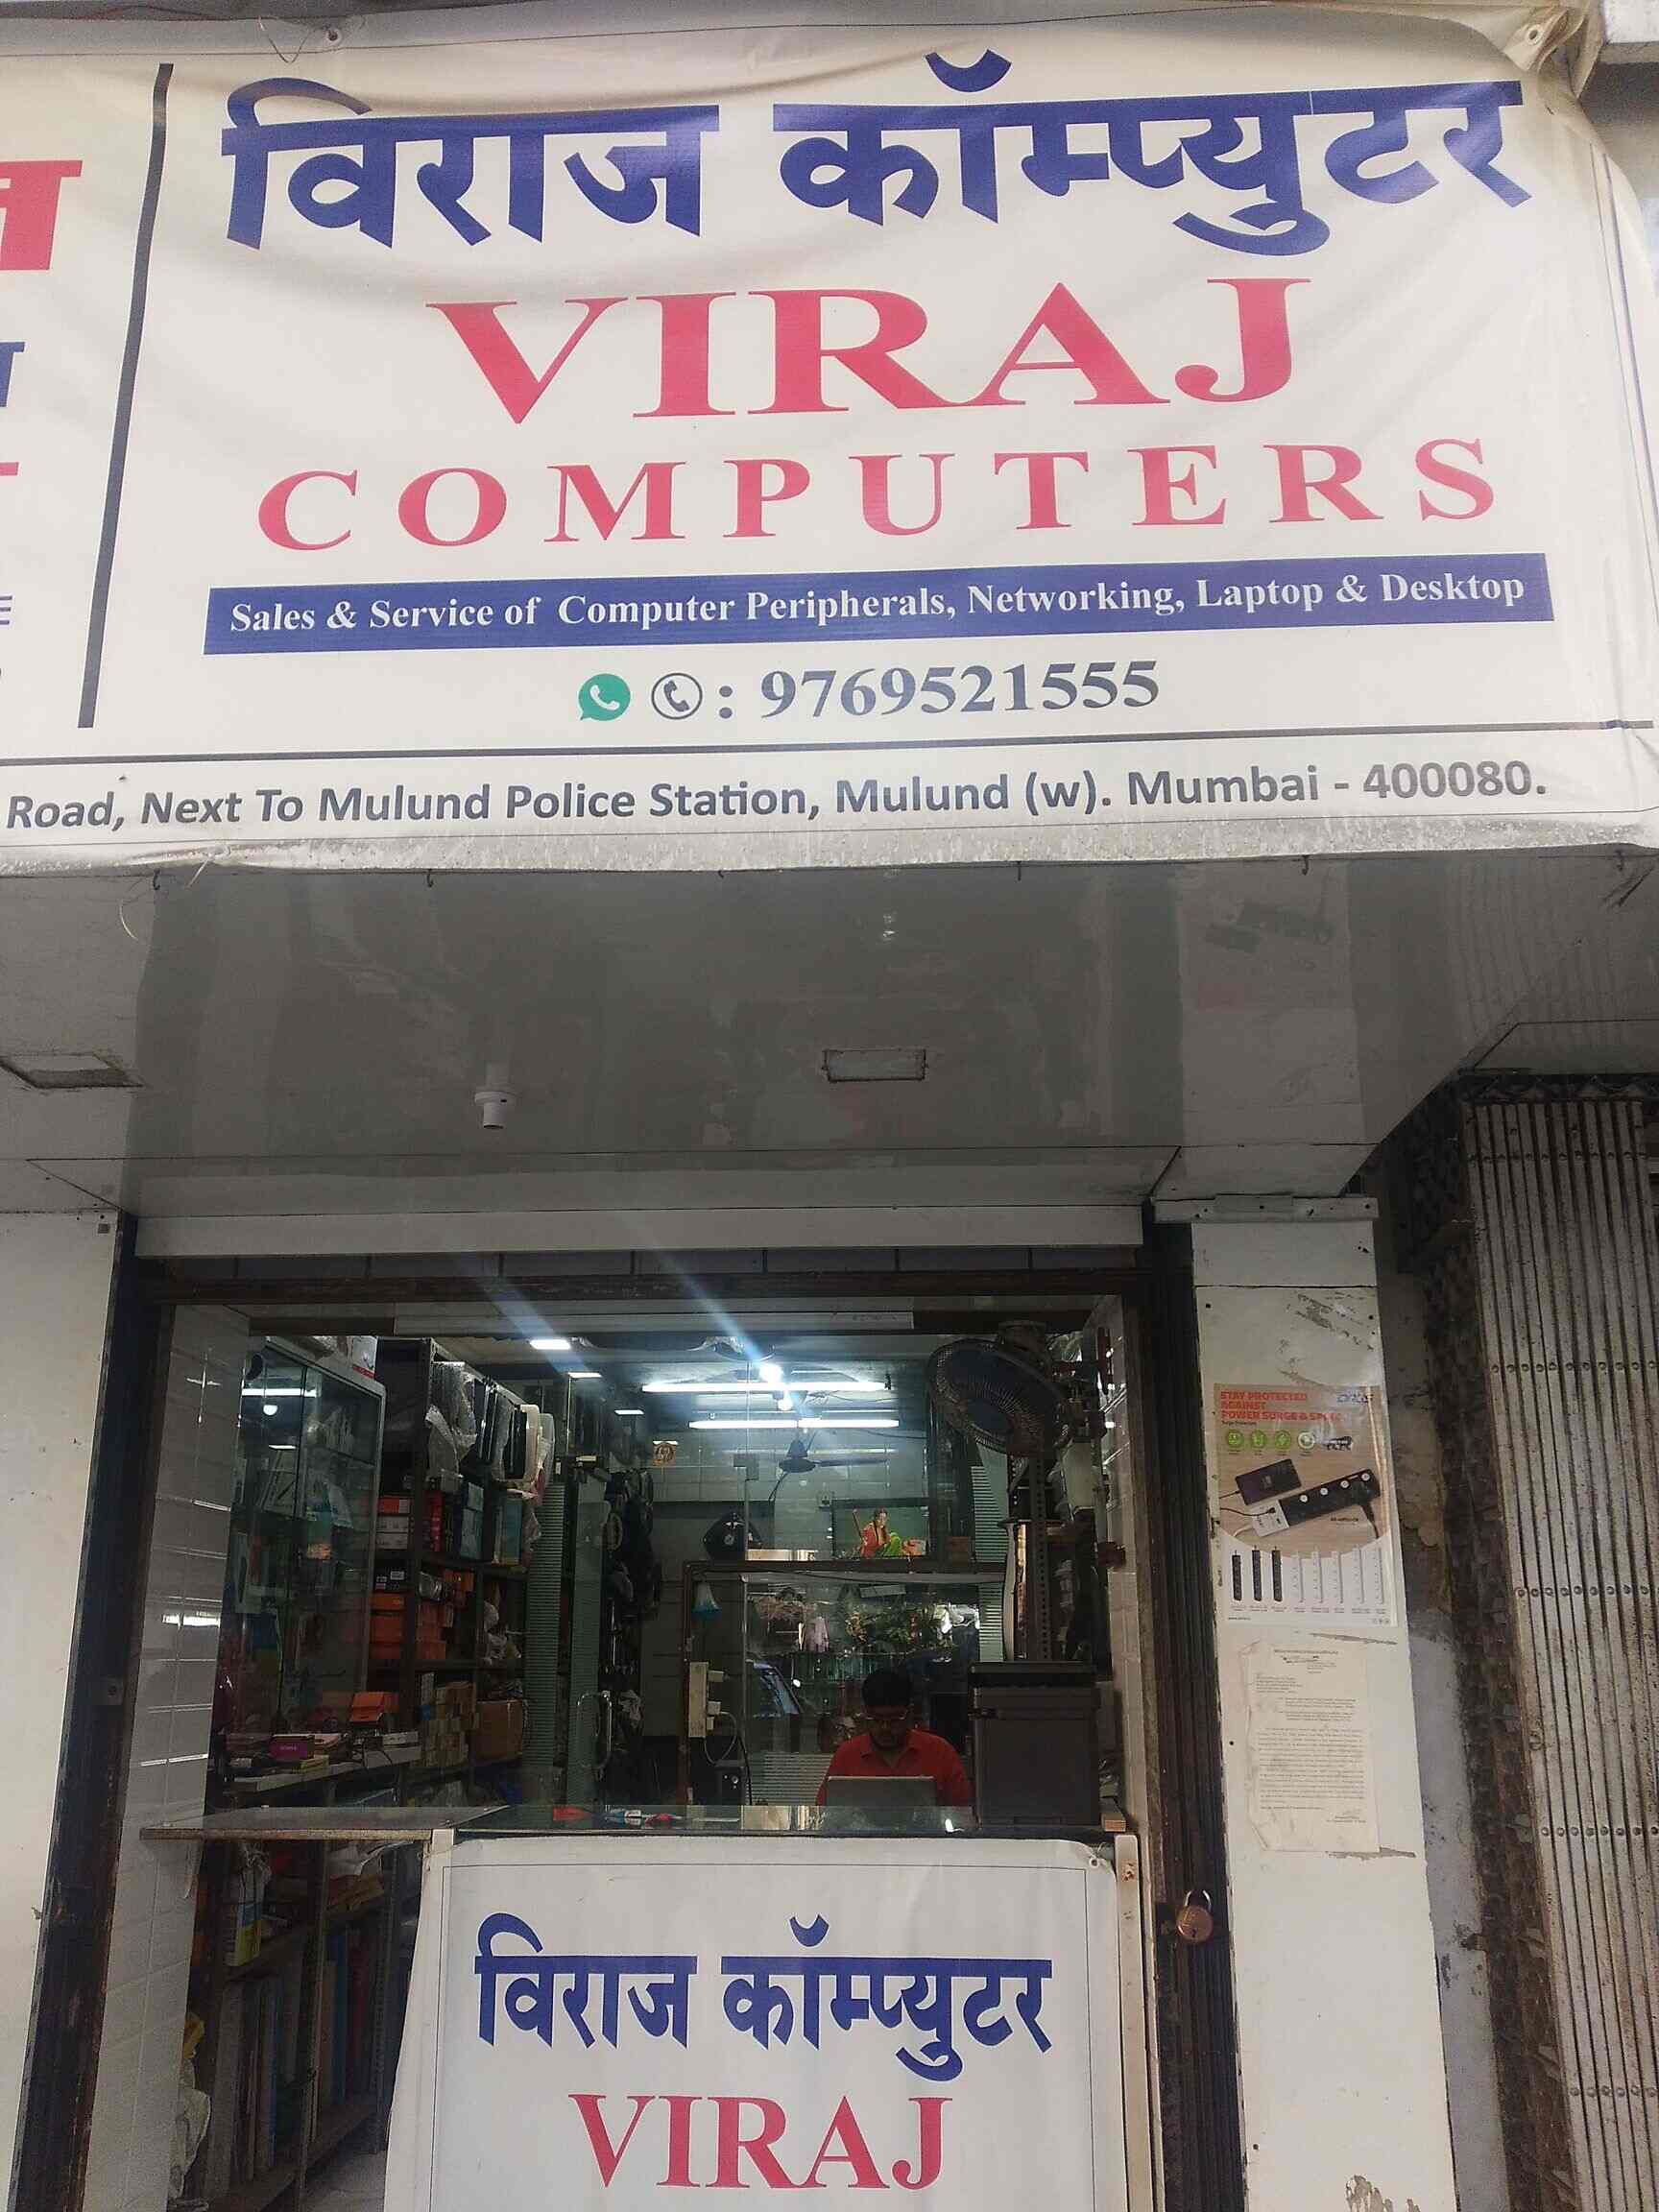 विराज कॉम्प्युटर
VIRAJ
COMPUTERS
Sales & Service of Computer Peripherals, Networking, Laptop & Desktop
: 9769521555
Road, Next To Mulund Police Station, Mulund (w). Mumbai - 400080.
STAY PROTECTED
AGAINST
POWER SURGE & SPIKE
विराज कॉम्प्युटर
VIRAJ